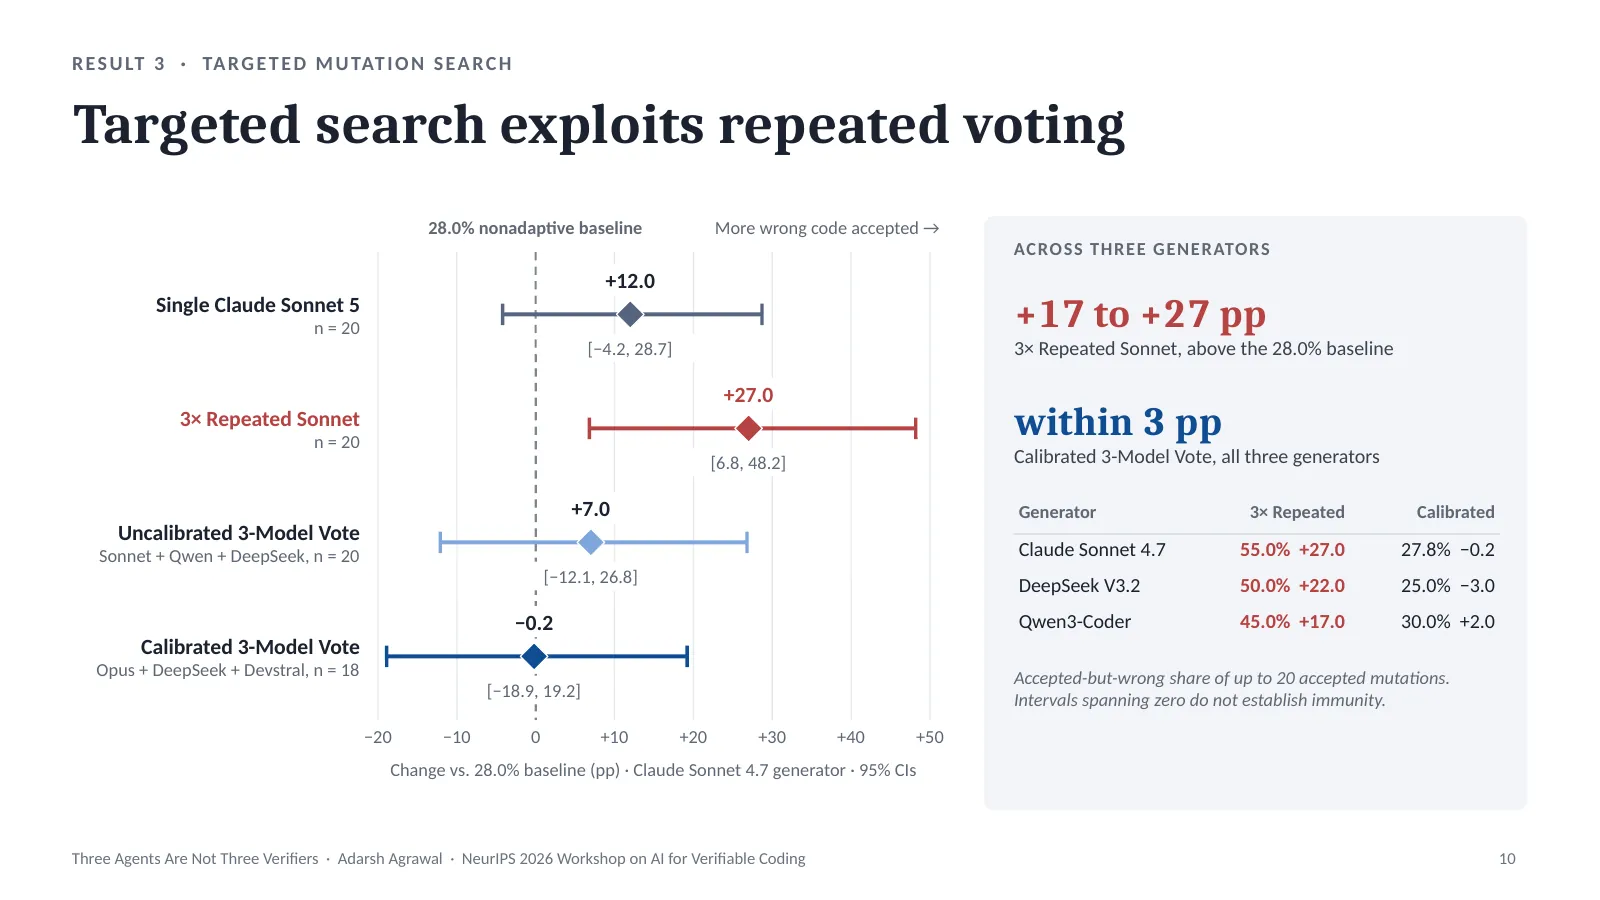 RESULT 3 · TARGETED MUTATION SEARCH
Targeted search exploits repeated voting
28.0% nonadaptive baseline
More wrong code accepted →
Single Claude Sonnet 5
n = 20
+12.0
[−4.2, 28.7]
3× Repeated Sonnet
n = 20
+27.0
[6.8, 48.2]
Uncalibrated 3-Model Vote
Sonnet + Qwen + DeepSeek, n = 20
+7.0
[−12.1, 26.8]
Calibrated 3-Model Vote
Opus + DeepSeek + Devstral, n = 18
−0.2
[−18.9, 19.2]
−20 −10 0 +10 +20 +30 +40 +50
Change vs. 28.0% baseline (pp) · Claude Sonnet 4.7 generator · 95% CIs
ACROSS THREE GENERATORS
+17 to +27 pp
3× Repeated Sonnet, above the 28.0% baseline
within 3 pp
Calibrated 3-Model Vote, all three generators
Generator 3× Repeated Calibrated
Claude Sonnet 4.7 55.0% +27.0 27.8% −0.2
DeepSeek V3.2 50.0% +22.0 25.0% −3.0
Qwen3-Coder 45.0% +17.0 30.0% +2.0
Accepted-but-wrong share of up to 20 accepted mutations.
Intervals spanning zero do not establish immunity.
Three Agents Are Not Three Verifiers · Adarsh Agrawal · NeurIPS 2026 Workshop on AI for Verifiable Coding
10